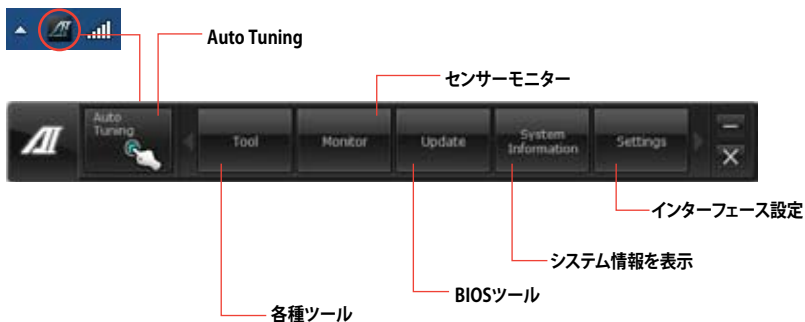 Auto Tuning
センサーモニター
Auto
Tuning
Tool
Monitor
Update
System
Information
Settings
インターフェース設定
システム情報を表示
BIOSツール
各種ツール